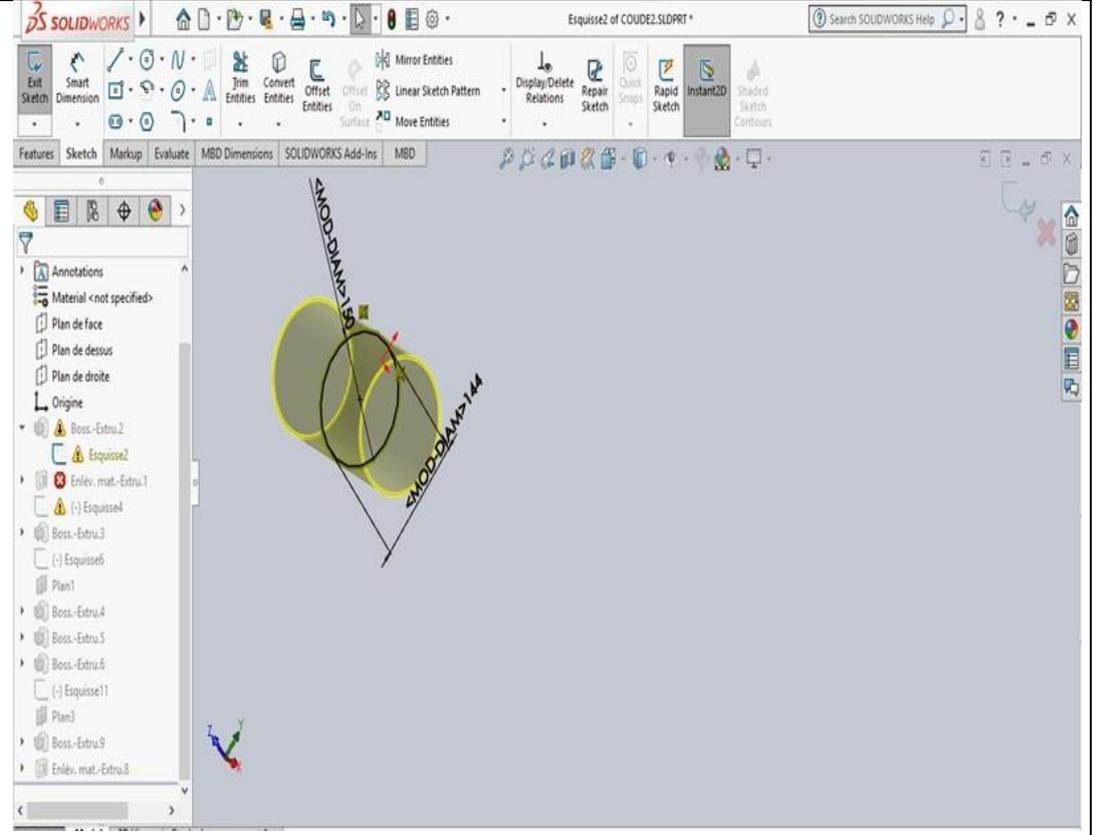 SOLIDWORKS
Esquisse2 of COUDE2.SLDPRT *
Search SOLIDWORKS Help
?
Exit Sketch
Smart Dimension
Trim Entities
Convert Entities
Offset Entities
Offset On Surface
Mirror Entities
Linear Sketch Pattern
Move Entities
Display/Delete Relations
Repair Sketch
Quick Snaps
Rapid Sketch
Instant2D
Shaded Sketch Contours
Features
Sketch
Markup
Evaluate
MBD Dimensions
SOLIDWORKS Add-Ins
MBD
Annotations
Material <not specified>
Plan de face
Plan de dessus
Plan de droite
Origine
Boss.-Extru.2
Esquisse2
Enlèv. mat.-Extru.1
(-) Esquisse4
Boss.-Extru.3
(-) Esquisse6
Plan1
Boss.-Extru.4
Boss.-Extru.5
Boss.-Extru.6
(-) Esquisse11
Plan3
Boss.-Extru.9
Enlèv. mat.-Extru.8
<MOD-DIAM>150
<MOD-DIAM>144
Z
Y
X